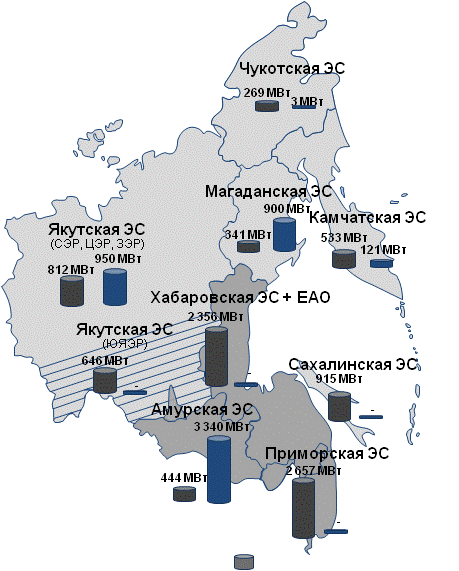 Чукотская ЭС
269 МВт
3 МВт
Магаданская ЭС
900 МВт
341 МВт
Камчатская ЭС
533 МВт
121 МВт
Якутская ЭС
(СЭР, ЦЭР, ЗЭР)
950 МВт
812 МВт
Хабаровская ЭС + ЕАО
2 356 МВт
-
Якутская ЭС
(ЮЯЭР)
646 МВт
-
Сахалинская ЭС
915 МВт
-
Амурская ЭС
3 340 МВт
444 МВт
Приморская ЭС
2 657 МВт
-